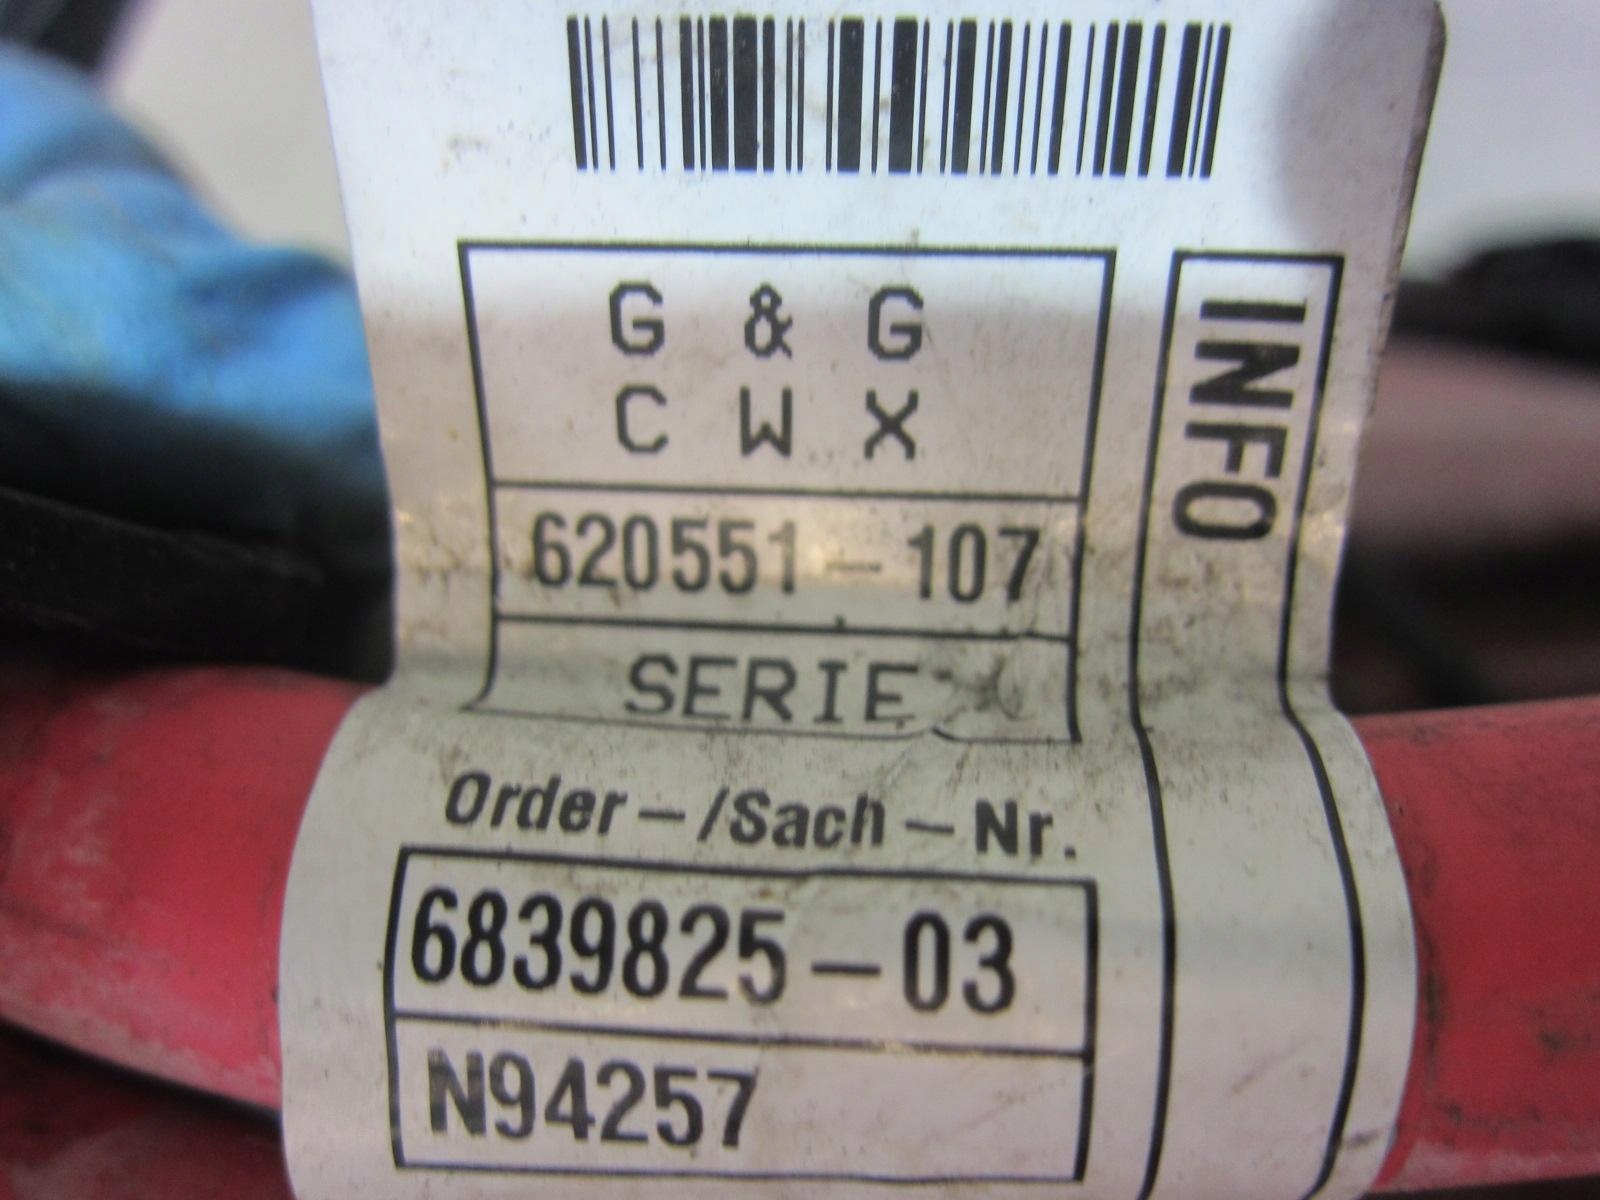 G & G
C W X
620551-107
SERIE
Order-/Sach-Nr.
6839825-03
N94257
INFO